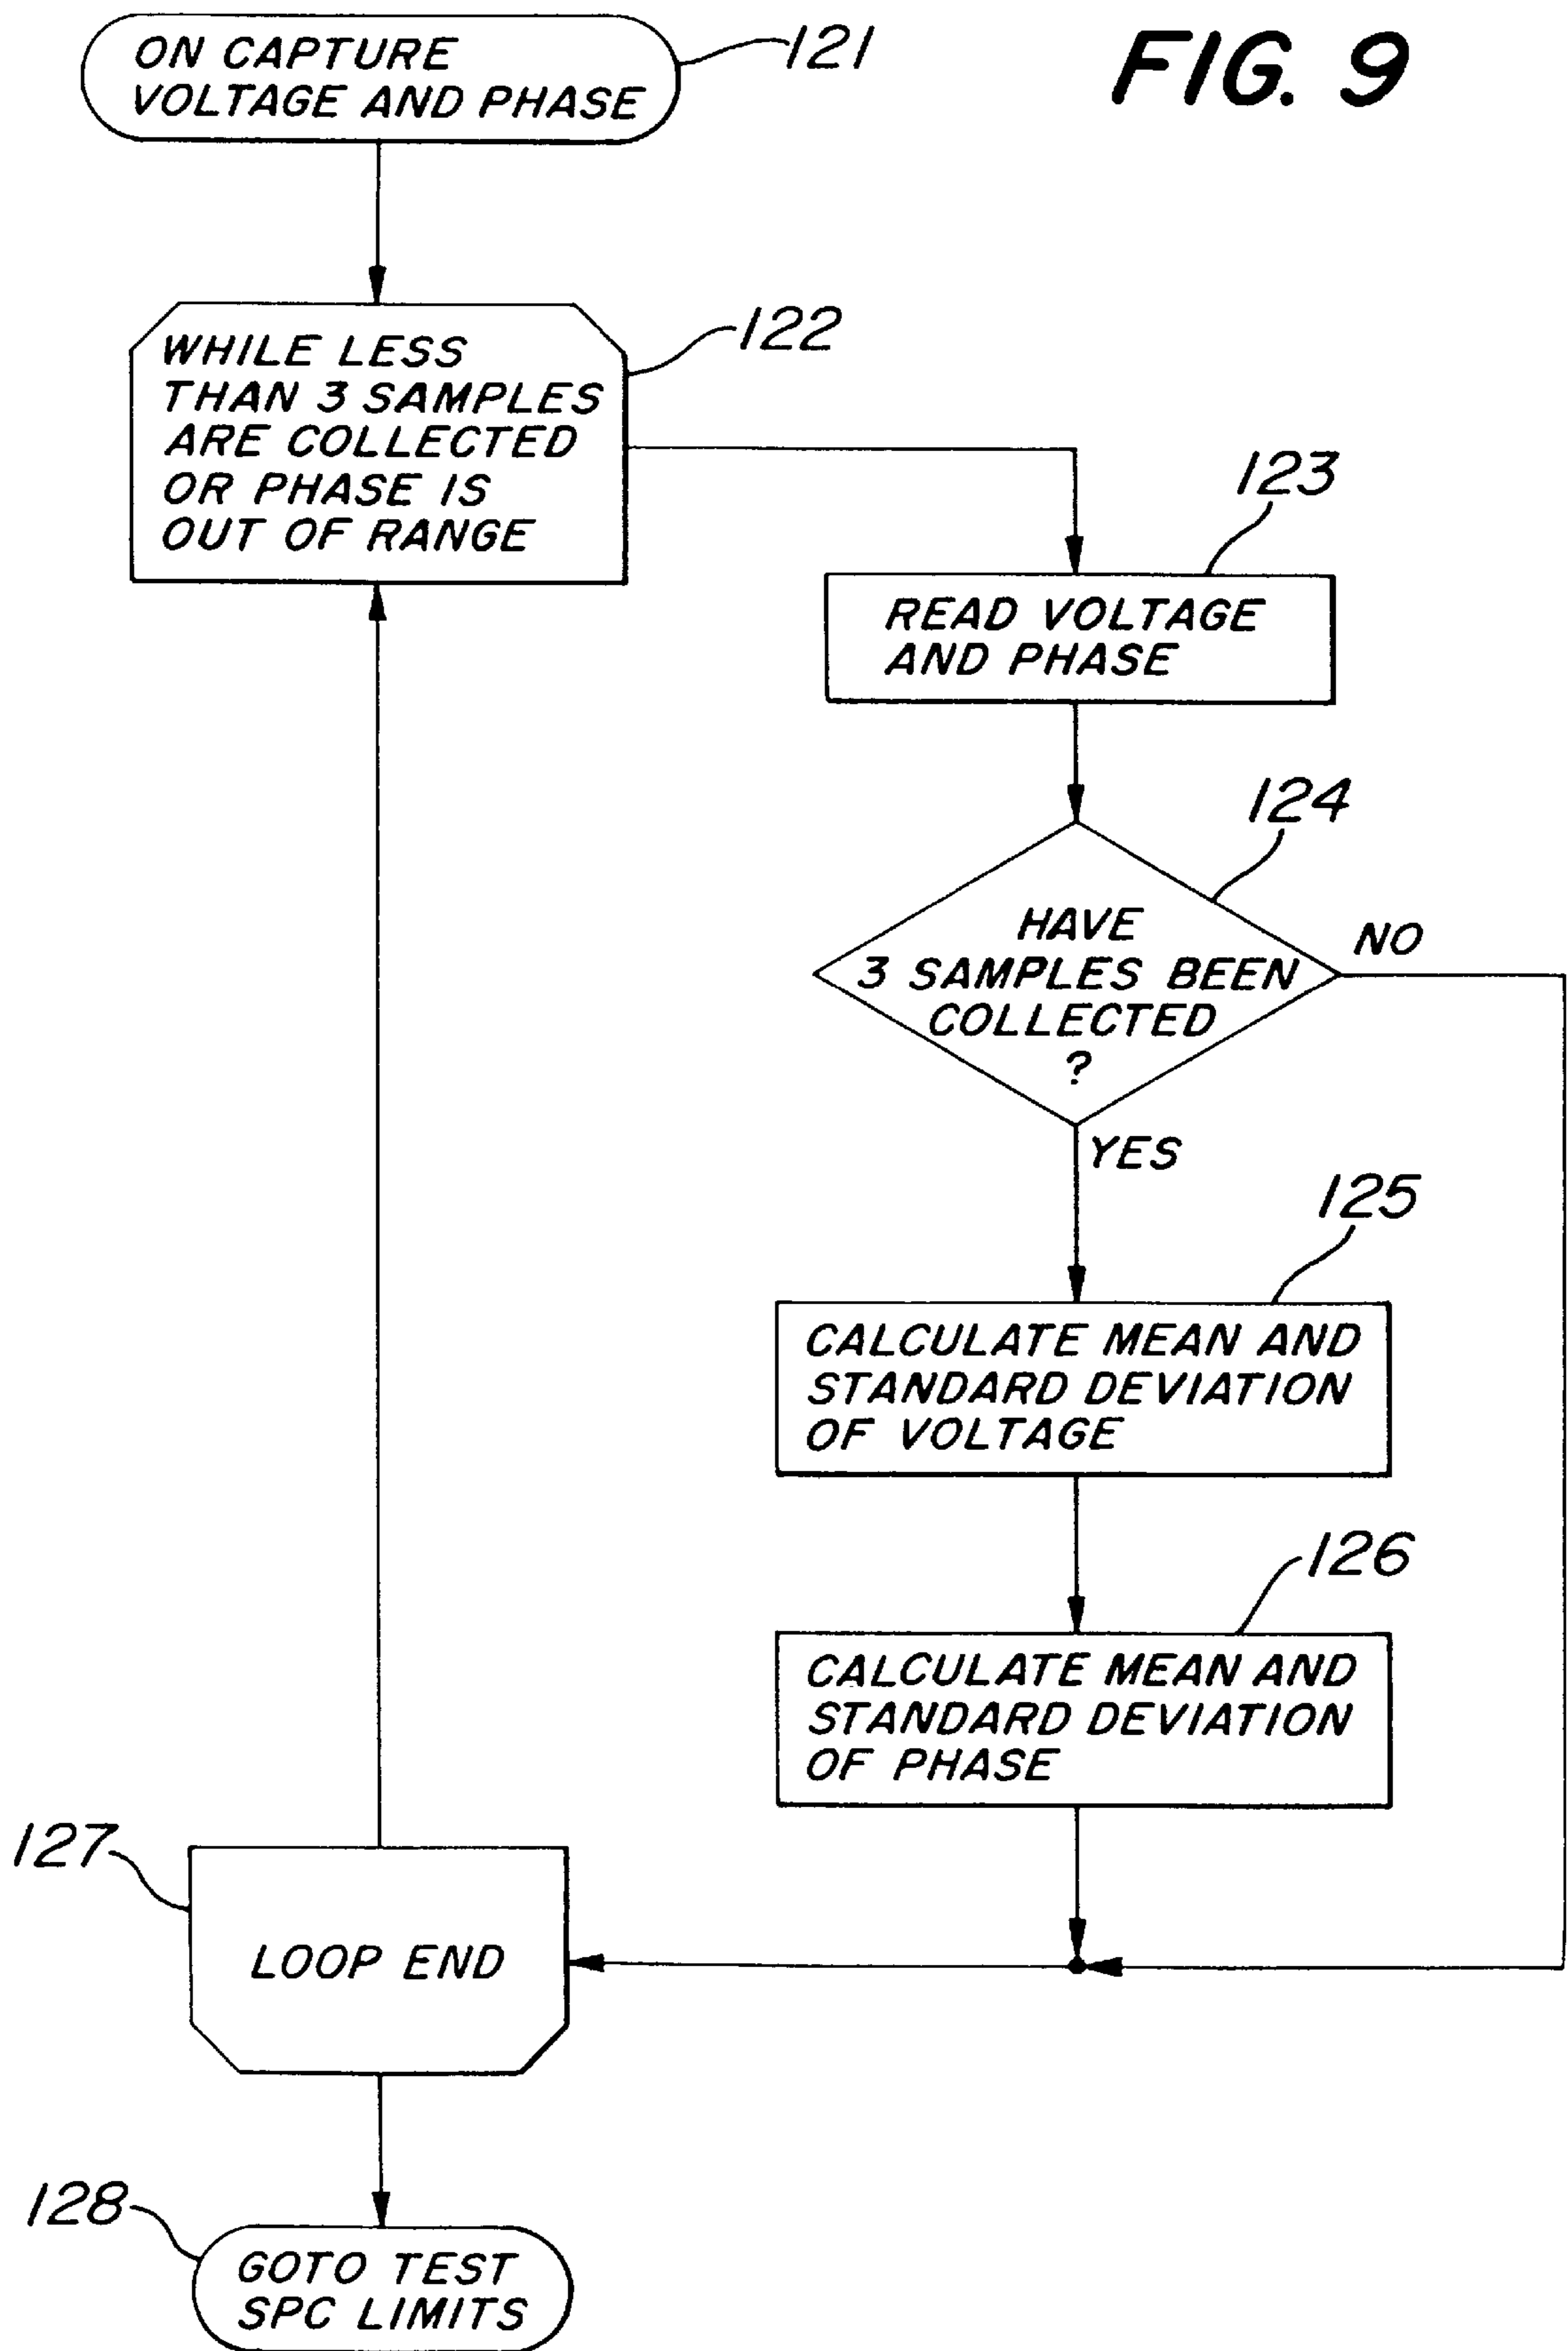 FIG. 9
ON CAPTURE
VOLTAGE AND PHASE
121
WHILE LESS
THAN 3 SAMPLES
ARE COLLECTED
OR PHASE IS
OUT OF RANGE
122
123
READ VOLTAGE
AND PHASE
124
HAVE
3 SAMPLES BEEN
COLLECTED
?
NO
YES
125
CALCULATE MEAN AND
STANDARD DEVIATION
OF VOLTAGE
126
CALCULATE MEAN AND
STANDARD DEVIATION
OF PHASE
127
LOOP END
128
GOTO TEST
SPC LIMITS